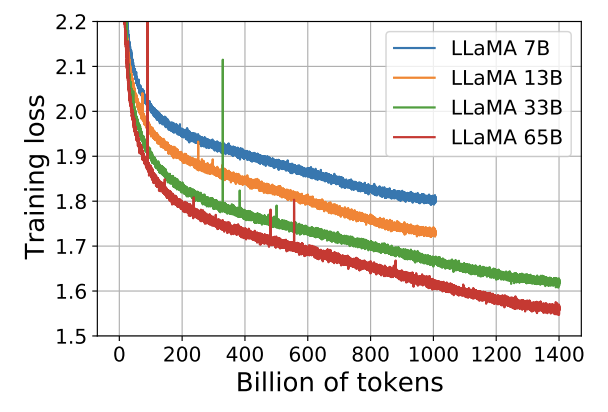 2.2
2.1
2.0
1.9
1.8
1.7
1.6
1.5
Training loss
LLaMA 7B
LLaMA 13B
LLaMA 33B
LLaMA 65B
0 200 400 600 800 1000 1200 1400
Billion of tokens